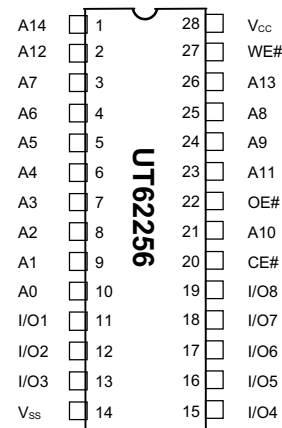 A14 1 28 Vcc
A12 2 27 WE#
A7 3 26 A13
A6 4 25 A8
A5 5 24 A9
A4 6 23 A11
A3 7 22 OE#
A2 8 21 A10
A1 9 20 CE#
A0 10 19 I/O8
I/O1 11 18 I/O7
I/O2 12 17 I/O6
I/O3 13 16 I/O5
Vss 14 15 I/O4
UT62256